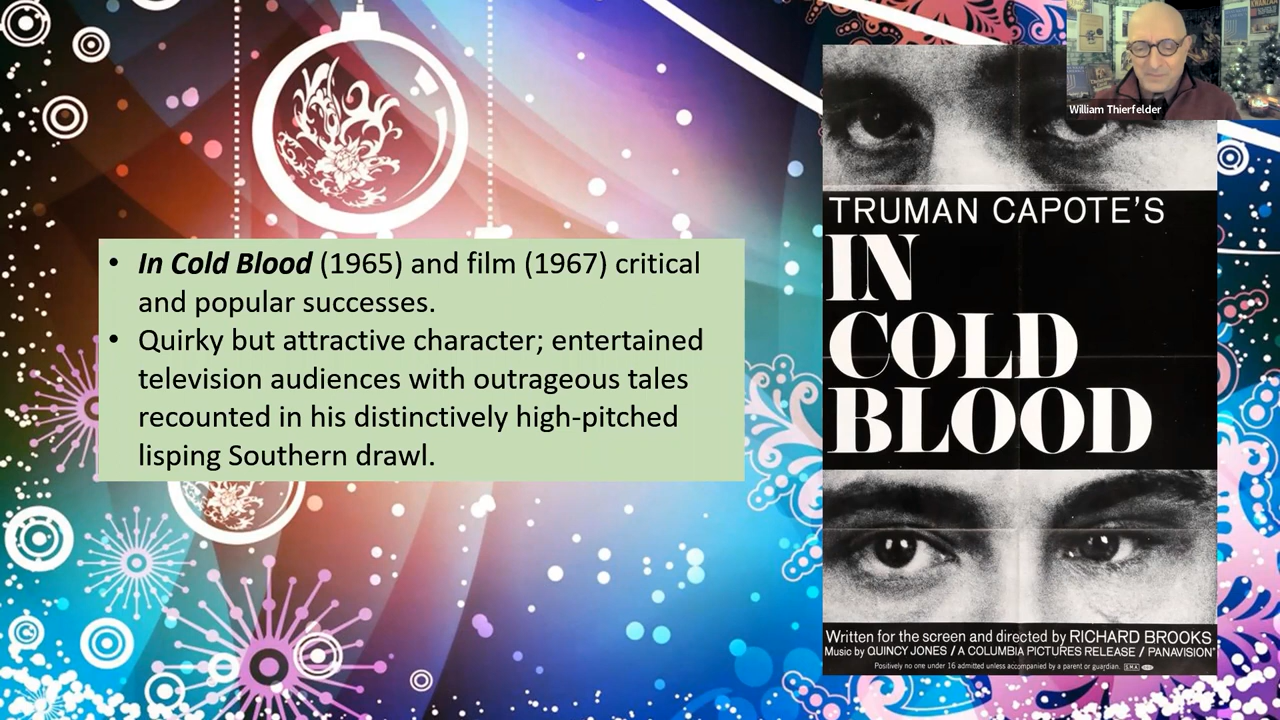 • In Cold Blood (1965) and film (1967) critical
and popular successes.
• Quirky but attractive character; entertained
television audiences with outrageous tales
recounted in his distinctively high-pitched
lisping Southern drawl.
William Thierfelder
TRUMAN CAPOTE'S
IN
COLD
BLOOD
Written for the screen and directed by RICHARD BROOKS
Music by QUINCY JONES / A COLUMBIA PICTURES RELEASE / PANAVISION®
Positively no one under 16 admitted unless accompanied by a parent or guardian.